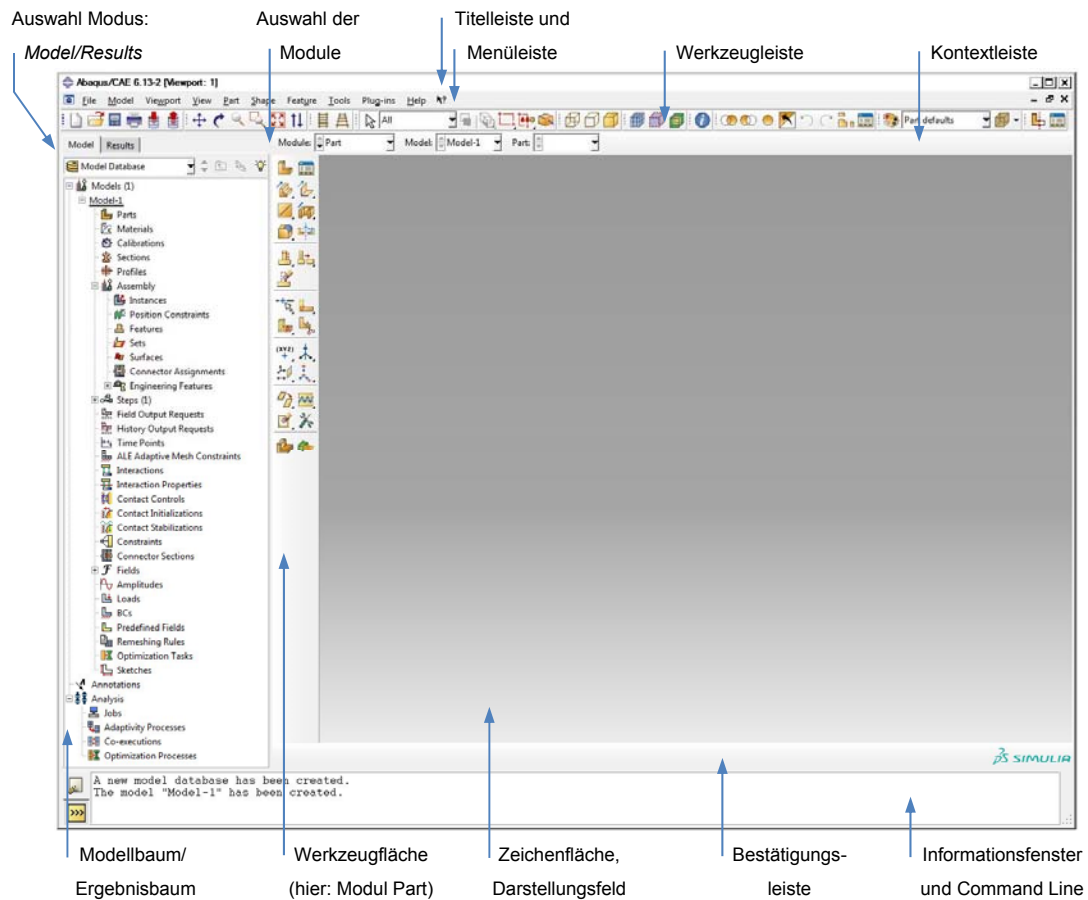 Auswahl Modus:
Model/Results
Auswahl der
Module
Titelleiste und
Menüleiste
Werkzeugleiste
Kontextleiste
Abaqus/CAE 6.13-2 [Viewport: 1]
File Model Viewport View Part Shape Feature Tools Plug-ins Help
All
Part defaults
Model Results
Module: Part Model: Model-1 Part:
Model Database
Models (1)
Model-1
Parts
Materials
Calibrations
Sections
Profiles
Assembly
Instances
Position Constraints
Features
Sets
Surfaces
Connector Assignments
Engineering Features
Steps (1)
Field Output Requests
History Output Requests
Time Points
ALE Adaptive Mesh Constraints
Interactions
Interaction Properties
Contact Controls
Contact Initializations
Contact Stabilizations
Constraints
Connector Sections
Fields
Amplitudes
Loads
BCs
Predefined Fields
Remeshing Rules
Optimization Tasks
Sketches
Annotations
Analysis
Jobs
Adaptivity Processes
Co-executions
Optimization Processes
(XYZ)
SIMULIA
A new model database has been created.
The model "Model-1" has been created.
>>>
Modellbaum/
Ergebnisbaum
Werkzeugfläche
(hier: Modul Part)
Zeichenfläche,
Darstellungsfeld
Bestätigungs-
leiste
Informationsfenster
und Command Line